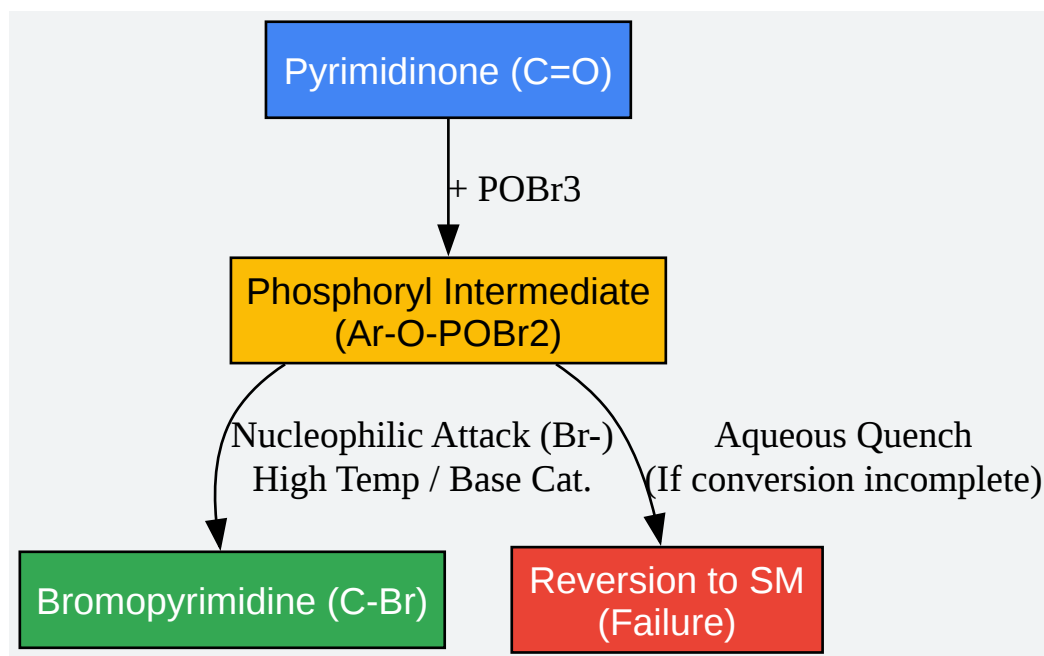 Pyrimidinone (C=O)
+ POBr3
Phosphoryl Intermediate
(Ar-O-POBr2)
Nucleophilic Attack (Br-)
High Temp / Base Cat.
Aqueous Quench
(If conversion incomplete)
Bromopyrimidine (C-Br)
Reversion to SM
(Failure)